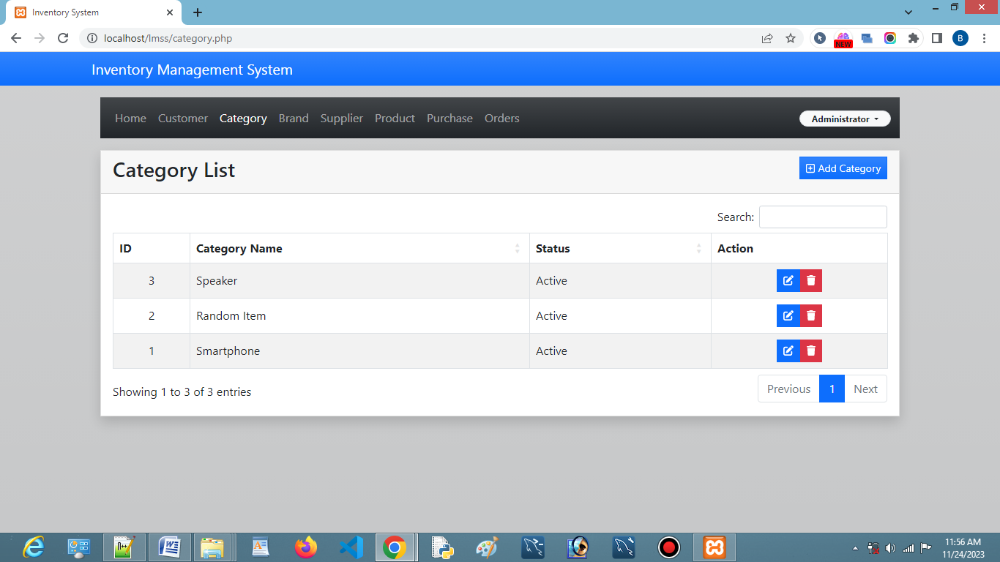 Inventory System
localhost/lmss/category.php
NEW
B
Inventory Management System
Home Customer Category Brand Supplier Product Purchase Orders Administrator
Category List
Add Category
Search:
ID Category Name Status Action
3 Speaker Active
2 Random Item Active
1 Smartphone Active
Showing 1 to 3 of 3 entries
Previous 1 Next
11:56 AM
11/24/2023